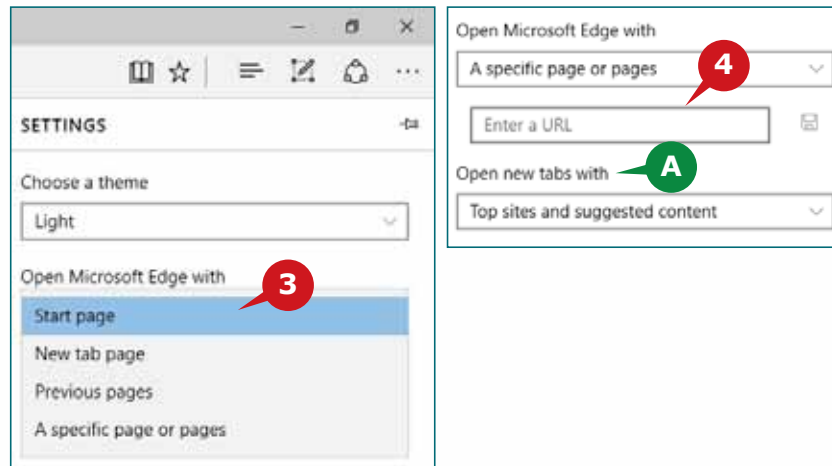 SETTINGS
Choose a theme
Light
Open Microsoft Edge with
3
Start page
New tab page
Previous pages
A specific page or pages
Open Microsoft Edge with
A specific page or pages
4
Enter a URL
Open new tabs with
A
Top sites and suggested content